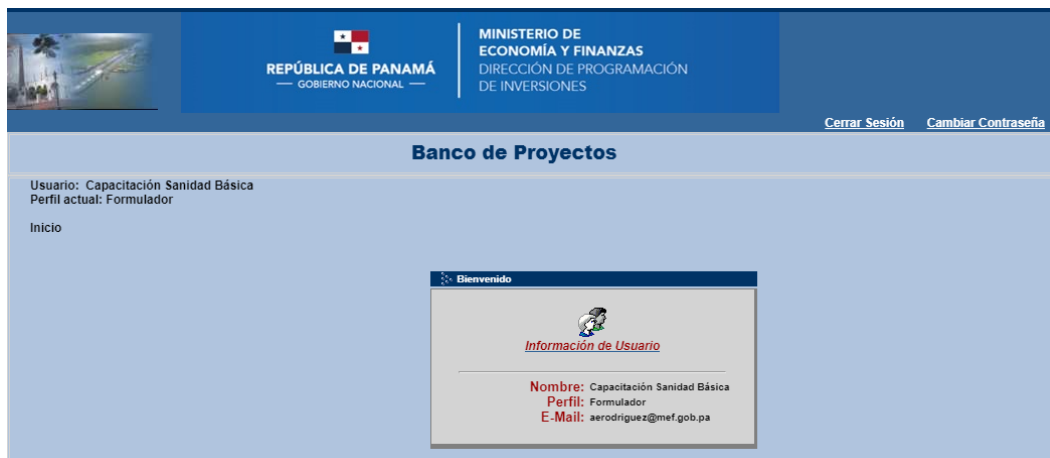 REPÚBLICA DE PANAMÁ
— GOBIERNO NACIONAL —
MINISTERIO DE
ECONOMÍA Y FINANZAS
DIRECCIÓN DE PROGRAMACIÓN
DE INVERSIONES
Cerrar Sesión Cambiar Contraseña
Banco de Proyectos
Usuario: Capacitación Sanidad Básica
Perfil actual: Formulador
Inicio
Bienvenido
Información de Usuario
Nombre: Capacitación Sanidad Básica
Perfil: Formulador
E-Mail: aerodriguez@mef.gob.pa